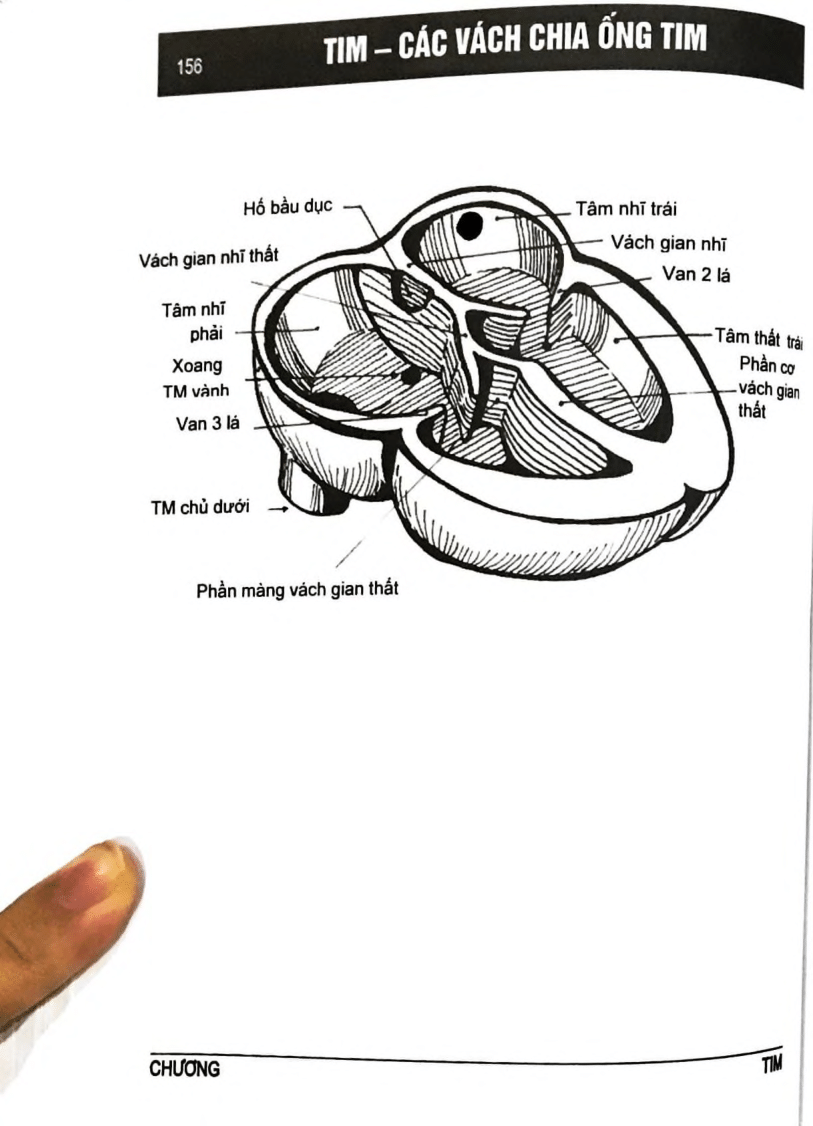 156
TIM – CÁC VÁCH CHIA ỐNG TIM
Hố bầu dục
Tâm nhĩ trái
Vách gian nhĩ
Vách gian nhĩ thất
Van 2 lá
Tâm nhĩ
phải
Tâm thất trái
Xoang
TM vành
Phần cơ
vách gian
thất
Van 3 lá
TM chủ dưới
Phần màng vách gian thất
CHƯƠNG
TIM